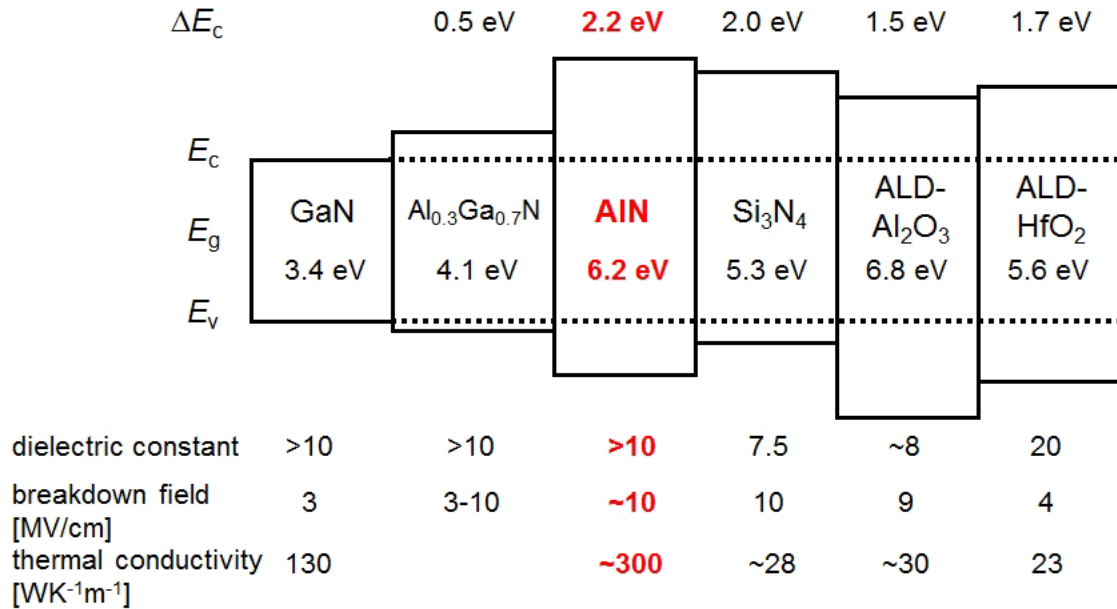 ΔEc 0.5 eV 2.2 eV 2.0 eV 1.5 eV 1.7 eV
Ec
GaN Al0.3Ga0.7N AlN Si3N4 ALD-Al2O3 ALD-HfO2
Eg
3.4 eV 4.1 eV 6.2 eV 5.3 eV 6.8 eV 5.6 eV
Ev
dielectric constant >10 >10 >10 7.5 ~8 20
breakdown field 3 3-10 ~10 10 9 4
[MV/cm]
thermal conductivity 130 ~300 ~28 ~30 23
[WK-1m-1]